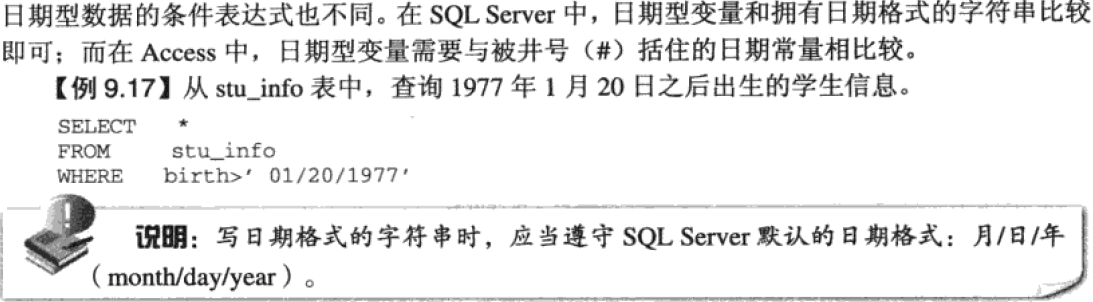 日期型数据的条件表达式也不同。在 SQL Server 中，日期型变量和拥有日期格式的字符串比较
即可；而在 Access 中，日期型变量需要与被井号（#）括住的日期常量相比较。
【例 9.17】从 stu_info 表中，查询 1977 年 1 月 20 日之后出生的学生信息。
SELECT *
FROM stu_info
WHERE birth>' 01/20/1977'
说明：写日期格式的字符串时，应当遵守 SQL Server 默认的日期格式：月/日/年
（month/day/year）。